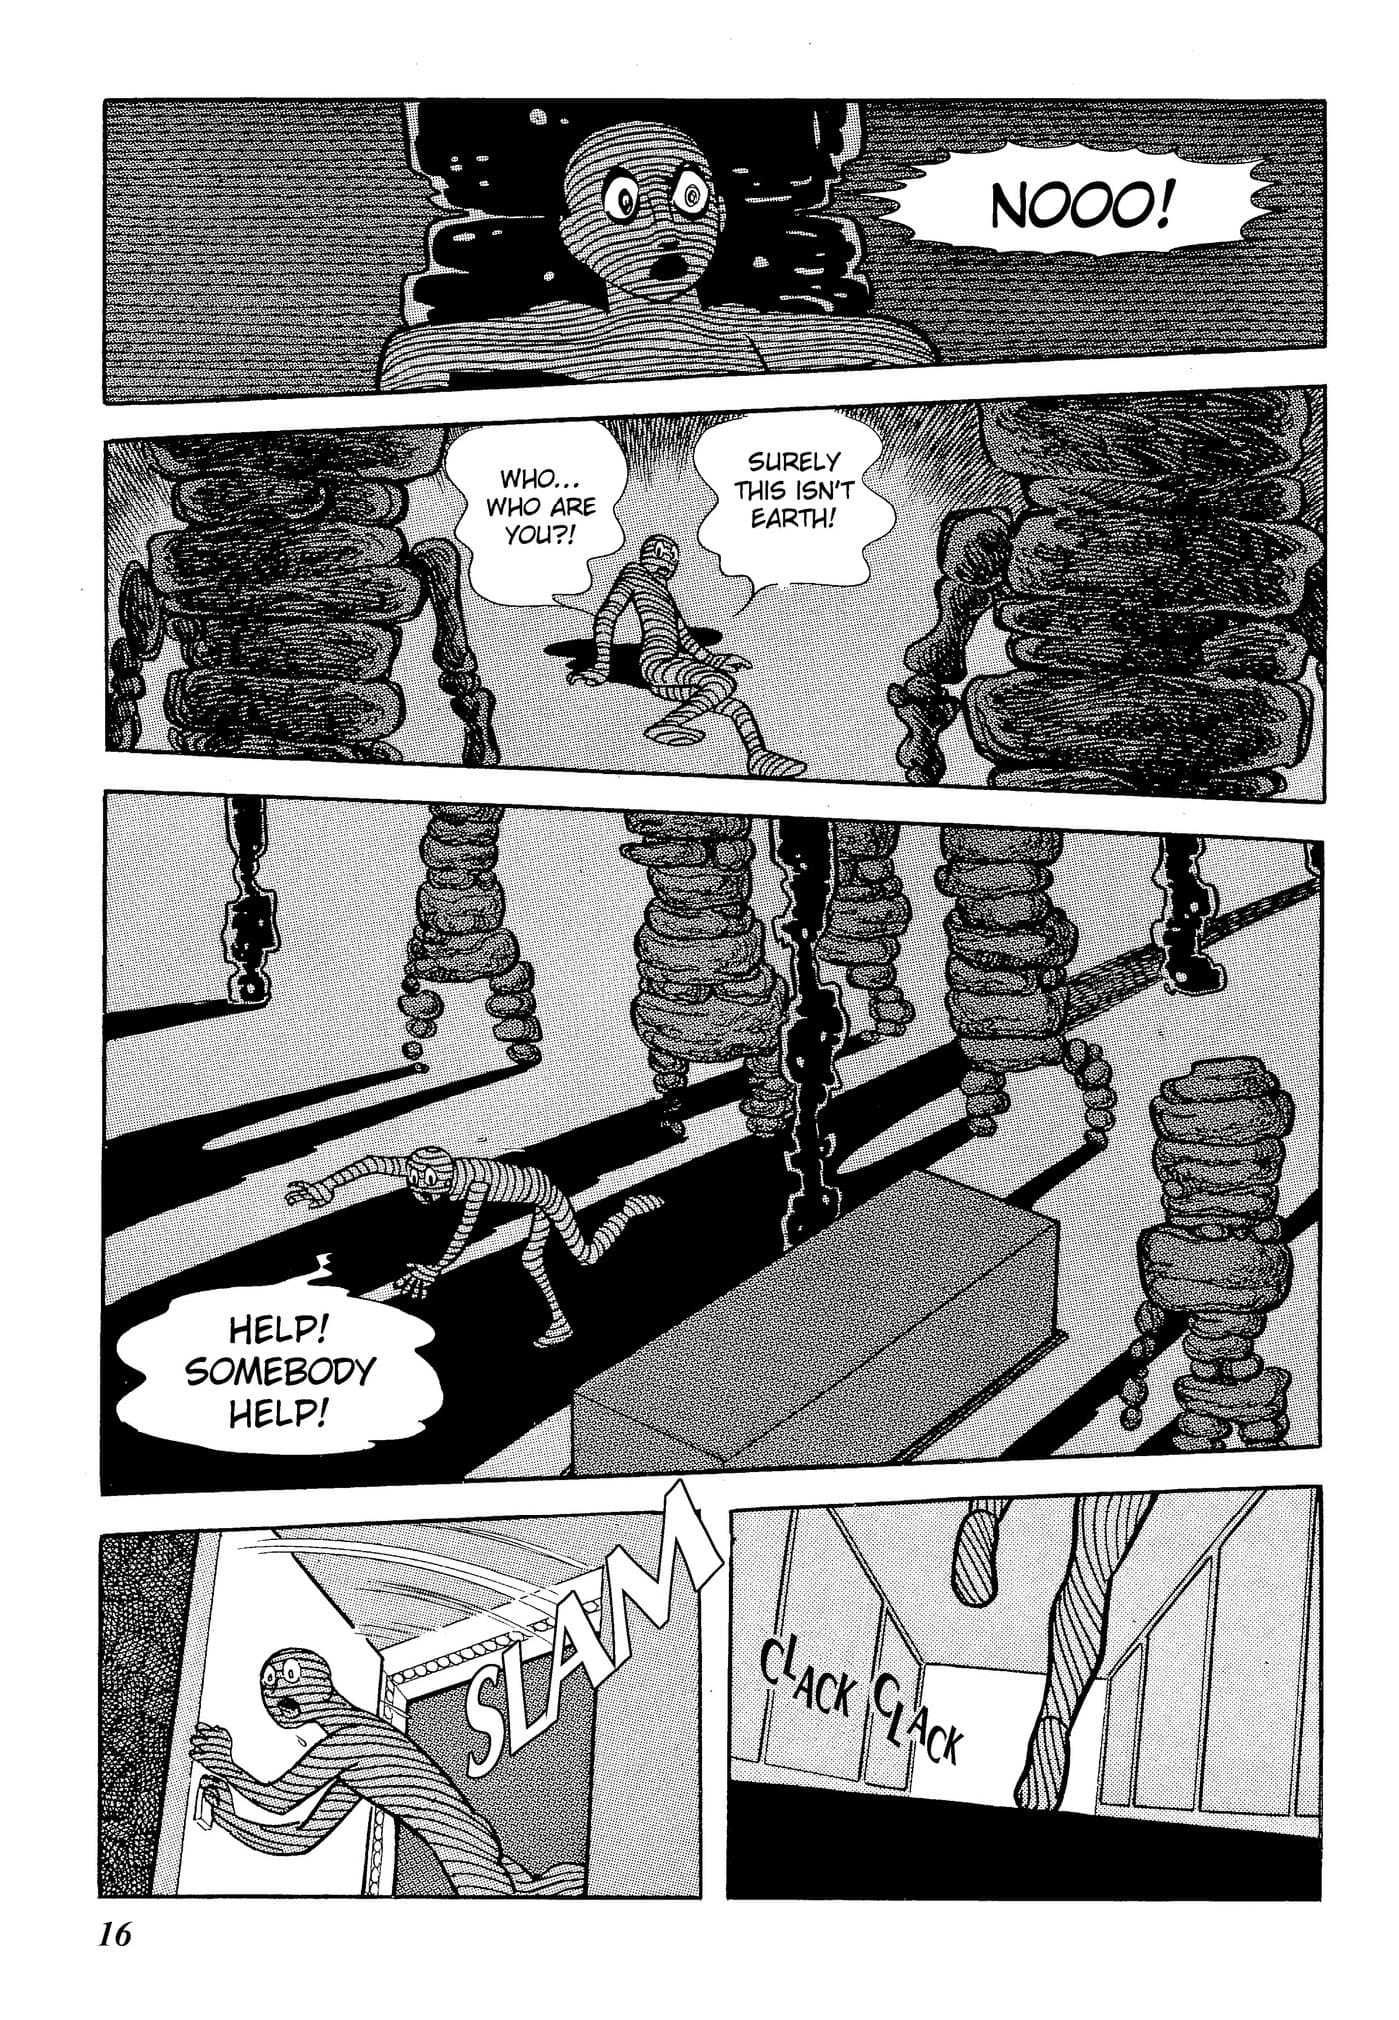 NOOO!
WHO...
WHO ARE
YOU?!
SURELY
THIS ISN'T
EARTH!
HELP!
SOMEBODY
HELP!
SLAM
CLACK CLACK
16